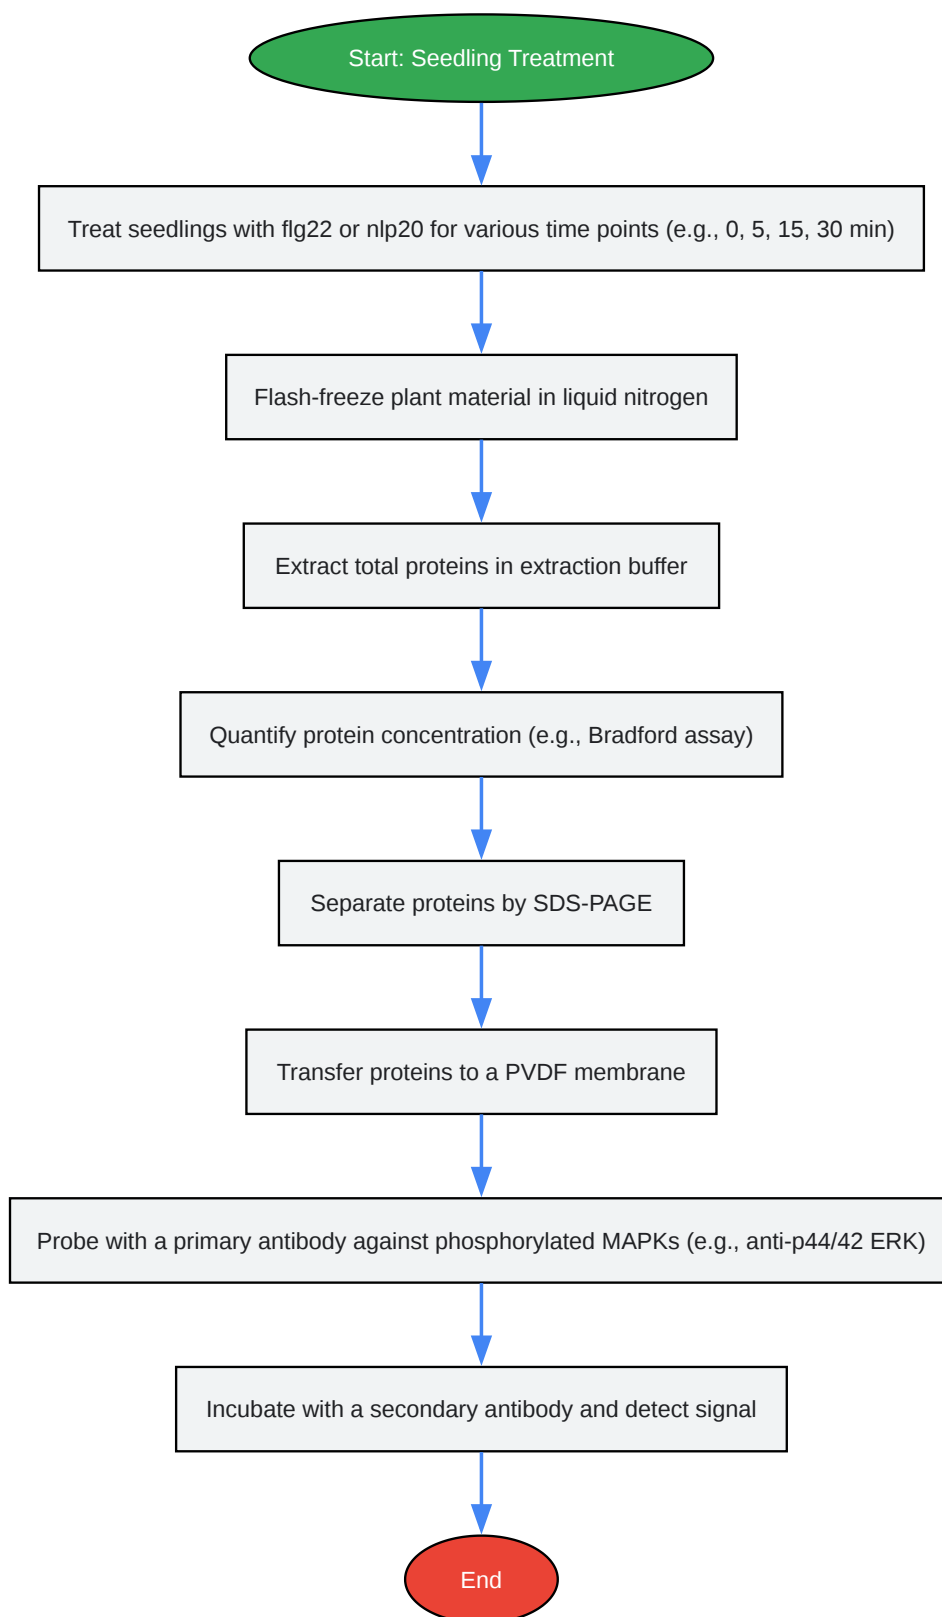 Start: Seedling Treatment
Treat seedlings with flg22 or nlp20 for various time points (e.g., 0, 5, 15, 30 min)
Flash-freeze plant material in liquid nitrogen
Extract total proteins in extraction buffer
Quantify protein concentration (e.g., Bradford assay)
Separate proteins by SDS-PAGE
Transfer proteins to a PVDF membrane
Probe with a primary antibody against phosphorylated MAPKs (e.g., anti-p44/42 ERK)
Incubate with a secondary antibody and detect signal
End